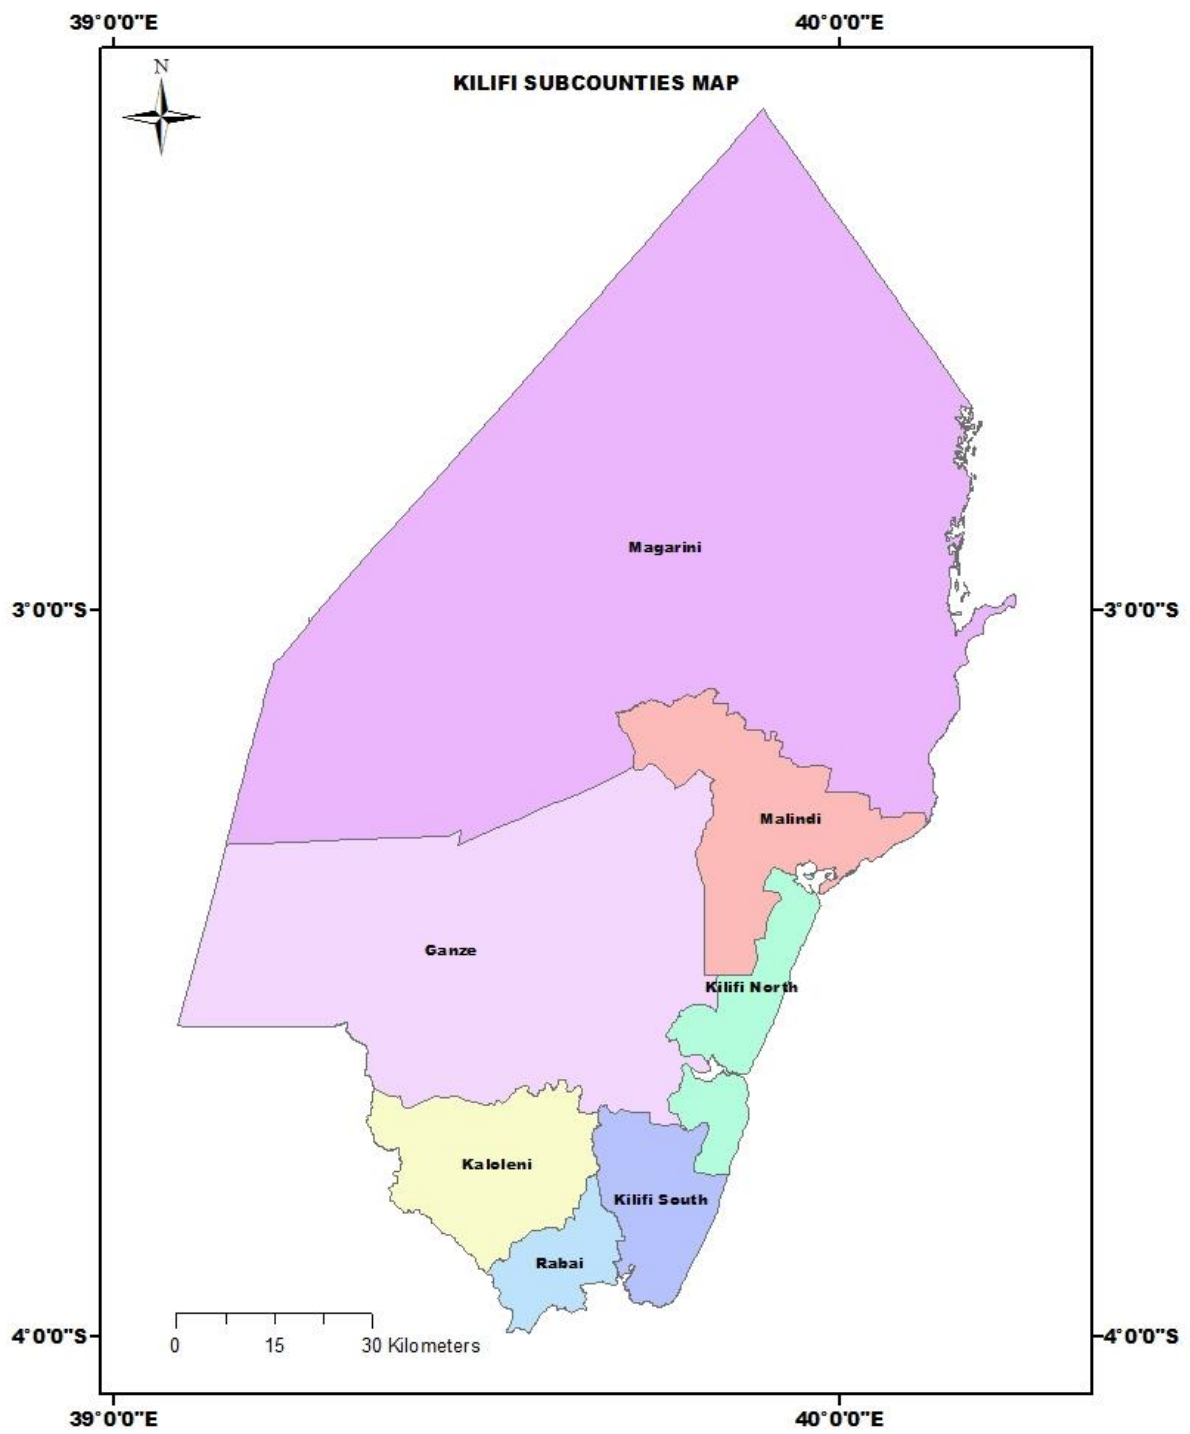 39°0'0"E 40°0'0"E
N
KILIFI SUBCOUNTIES MAP
Magarini
3°0'0"S 3°0'0"S
Malindi
Ganze
Kilifi North
Kaloleni
Kilifi South
Rabai
4°0'0"S 4°0'0"S
0 15 30 Kilometers
39°0'0"E 40°0'0"E